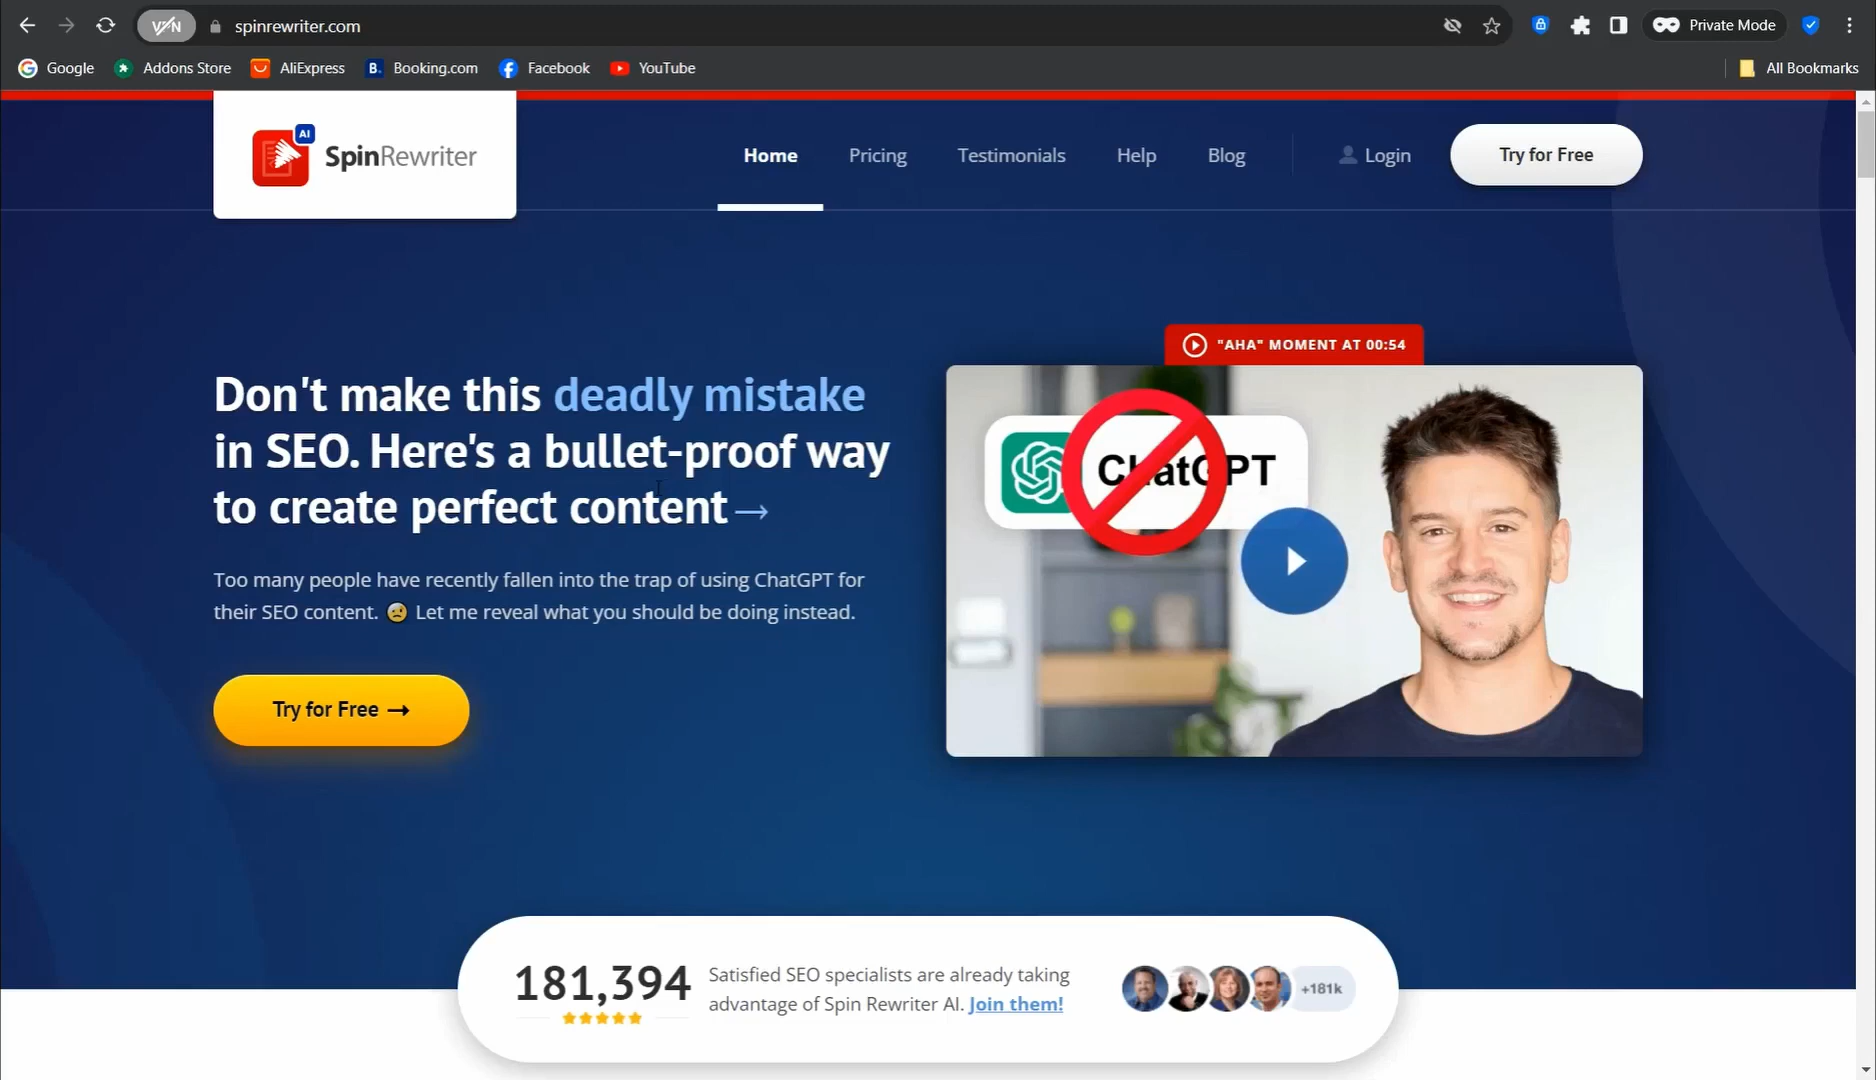 VPN
spinrewriter.com
Private Mode
Google
Addons Store
AliExpress
B.
Booking.com
Facebook
YouTube
All Bookmarks
AI
SpinRewriter
Home
Pricing
Testimonials
Help
Blog
Login
Try for Free
"AHA" MOMENT AT 00:54
ChatGPT
Don't make this deadly mistake
in SEO. Here's a bullet-proof way
to create perfect content→
Too many people have recently fallen into the trap of using ChatGPT for
their SEO content. 😥 Let me reveal what you should be doing instead.
Try for Free →
181,394
Satisfied SEO specialists are already taking
advantage of Spin Rewriter AI. Join them!
+181k